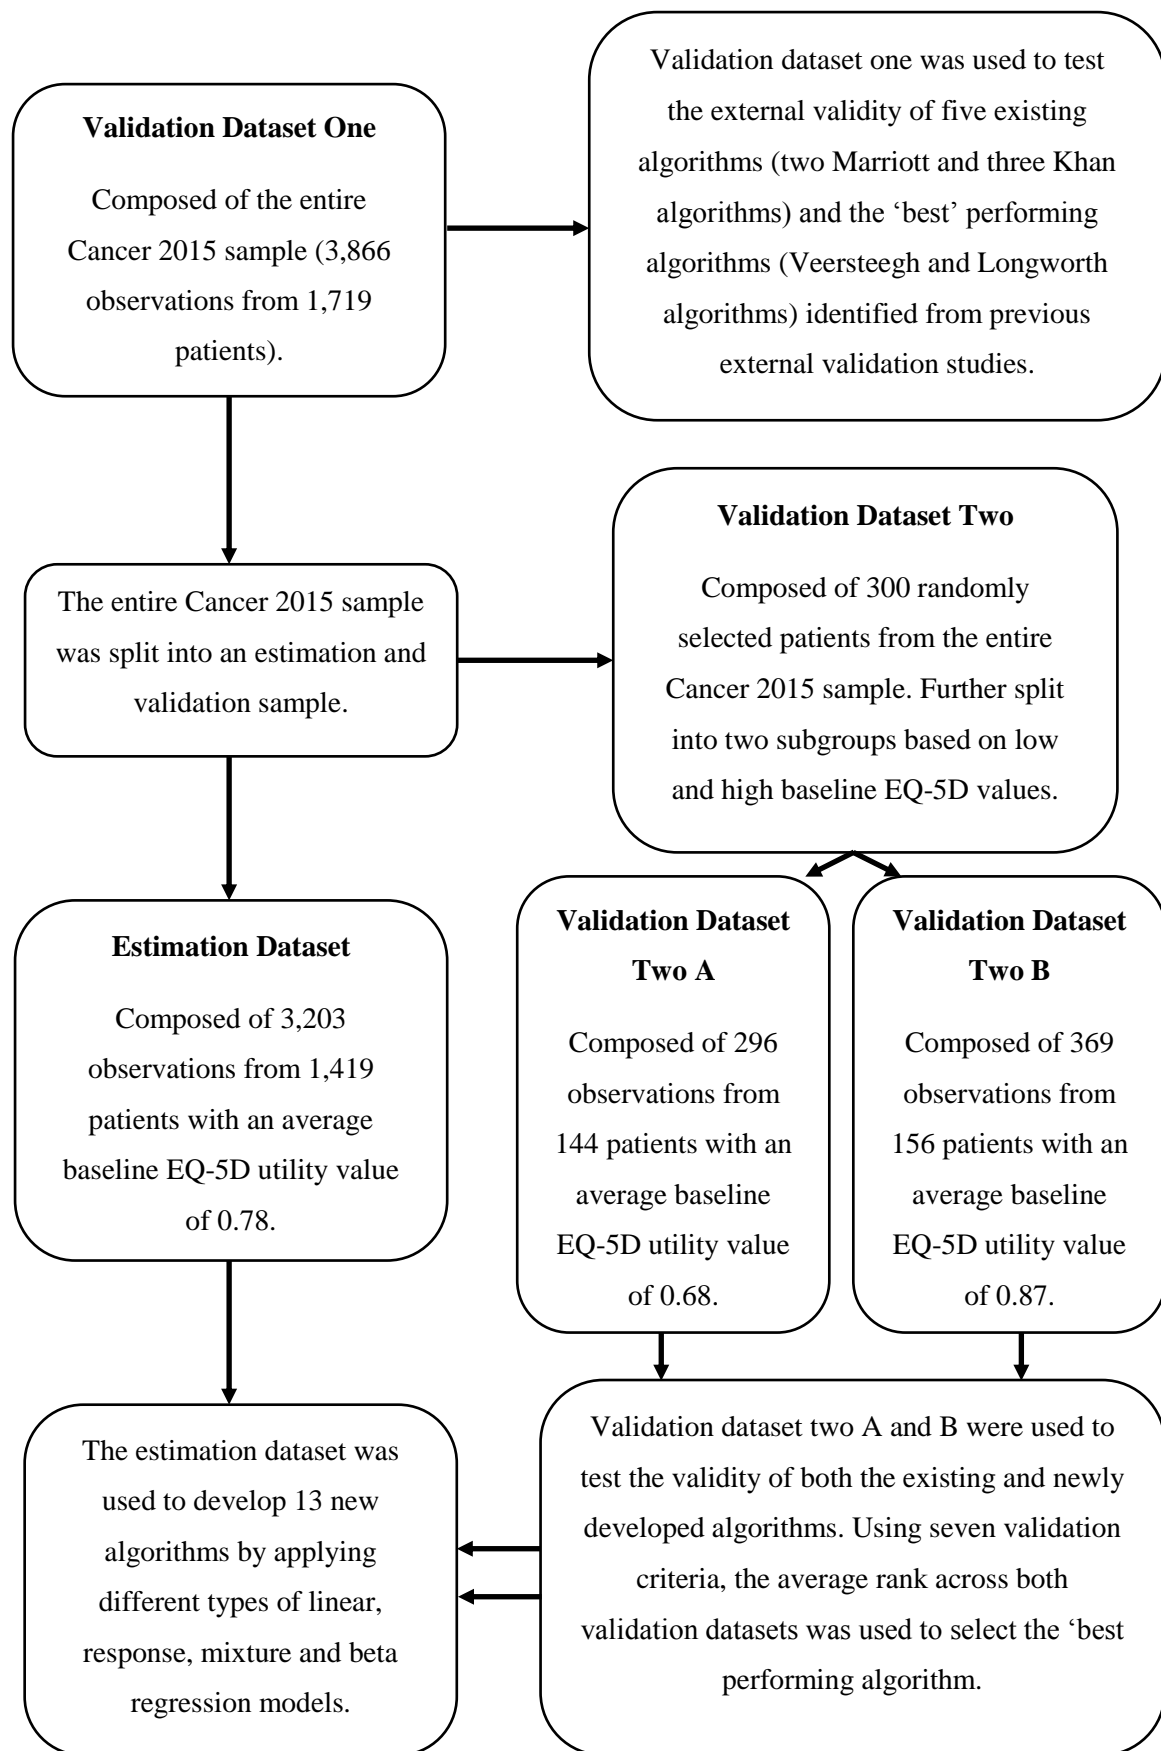 Validation Dataset One
Composed of the entire
Cancer 2015 sample (3,866
observations from 1,719
patients).
Validation dataset one was used to test
the external validity of five existing
algorithms (two Marriott and three Khan
algorithms) and the ‘best’ performing
algorithms (Veersteegh and Longworth
algorithms) identified from previous
external validation studies.
The entire Cancer 2015 sample
was split into an estimation and
validation sample.
Validation Dataset Two
Composed of 300 randomly
selected patients from the entire
Cancer 2015 sample. Further split
into two subgroups based on low
and high baseline EQ-5D values.
Estimation Dataset
Composed of 3,203
observations from 1,419
patients with an average
baseline EQ-5D utility value
of 0.78.
Validation Dataset
Two A
Composed of 296
observations from
144 patients with an
average baseline
EQ-5D utility value
of 0.68.
Validation Dataset
Two B
Composed of 369
observations from
156 patients with an
average baseline
EQ-5D utility value
of 0.87.
The estimation dataset was
used to develop 13 new
algorithms by applying
different types of linear,
response, mixture and beta
regression models.
Validation dataset two A and B were used to
test the validity of both the existing and newly
developed algorithms. Using seven validation
criteria, the average rank across both
validation datasets was used to select the ‘best
performing algorithm.